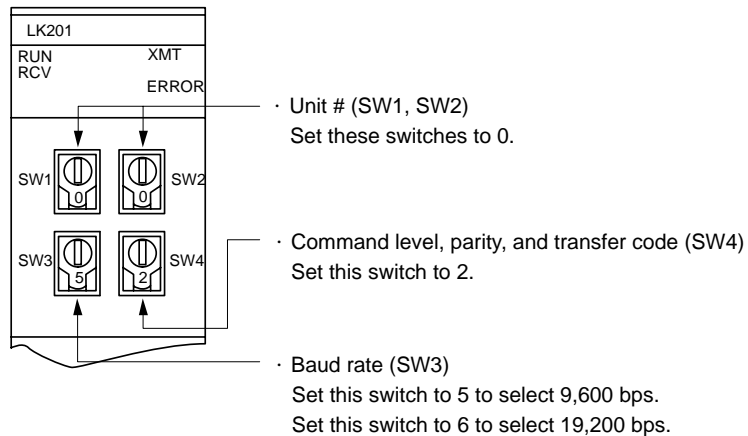 LK201
RUN XMT
RCV
ERROR
· Unit # (SW1, SW2)
Set these switches to 0.
SW1 0 0 SW2
· Command level, parity, and transfer code (SW4)
Set this switch to 2.
SW3 5 2 SW4
· Baud rate (SW3)
Set this switch to 5 to select 9,600 bps.
Set this switch to 6 to select 19,200 bps.